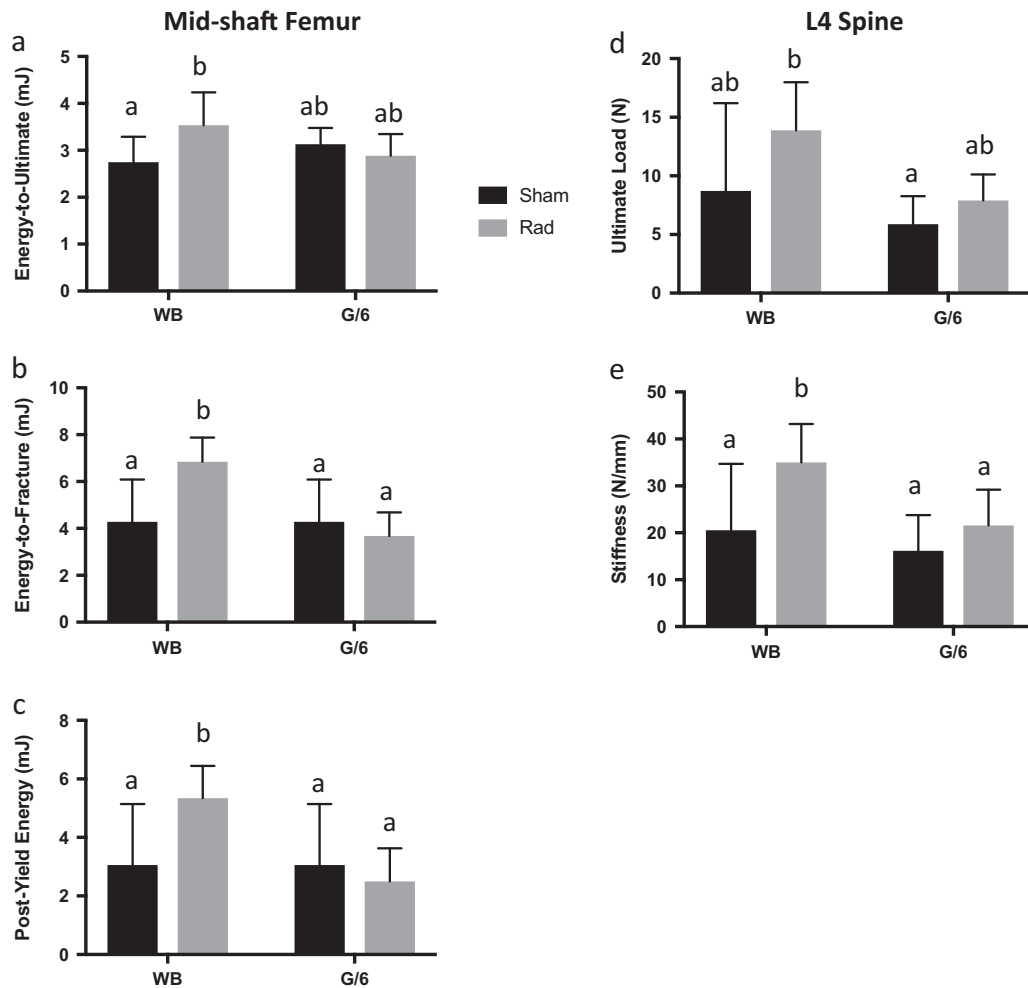 Mid-shaft Femur
a
Energy-to-Ultimate (mJ)
5
4
3
2
1
0
a
b
ab
ab
WB
G/6
Sham
Rad
b
Energy-to-Fracture (mJ)
10
8
6
4
2
0
a
b
a
a
WB
G/6
c
Post-Yield Energy (mJ)
8
6
4
2
0
a
b
a
a
WB
G/6
L4 Spine
d
Ultimate Load (N)
20
15
10
5
0
ab
b
a
ab
WB
G/6
e
Stiffness (N/mm)
50
40
30
20
10
0
a
b
a
a
WB
G/6